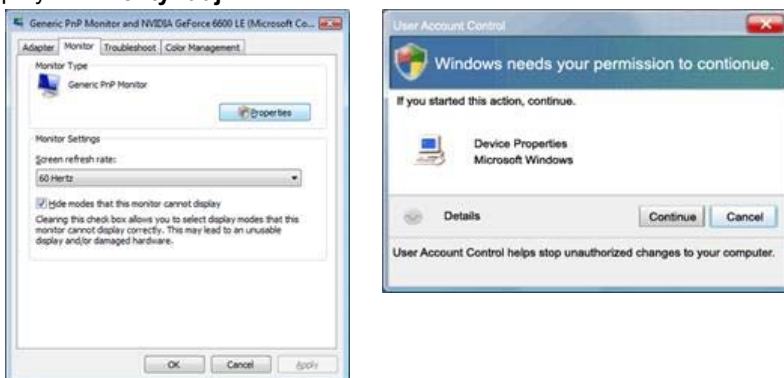 Generic PnP Monitor and NVIDIA GeForce 6600 LE (Microsoft Co...
Adapter Monitor Troubleshoot Color Management
Monitor Type
Generic PnP Monitor
Properties
Monitor Settings
Screen refresh rate:
60 Hertz
Hide modes that this monitor cannot display
Clearing this check box allows you to select display modes that this
monitor cannot display correctly. This may lead to an unusable
display and/or damaged hardware.
OK Cancel Apply
User Account Control
Windows needs your permission to contionue.
If you started this action, continue.
Device Properties
Microsoft Windows
Details Continue Cancel
User Account Control helps stop unauthorized changes to your computer.